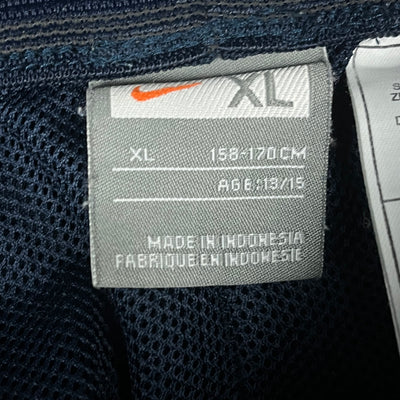 XL
XL 158-170CM
AGE:13/15
MADE IN INDONESIA
FABRIQUE EN INDONESIE